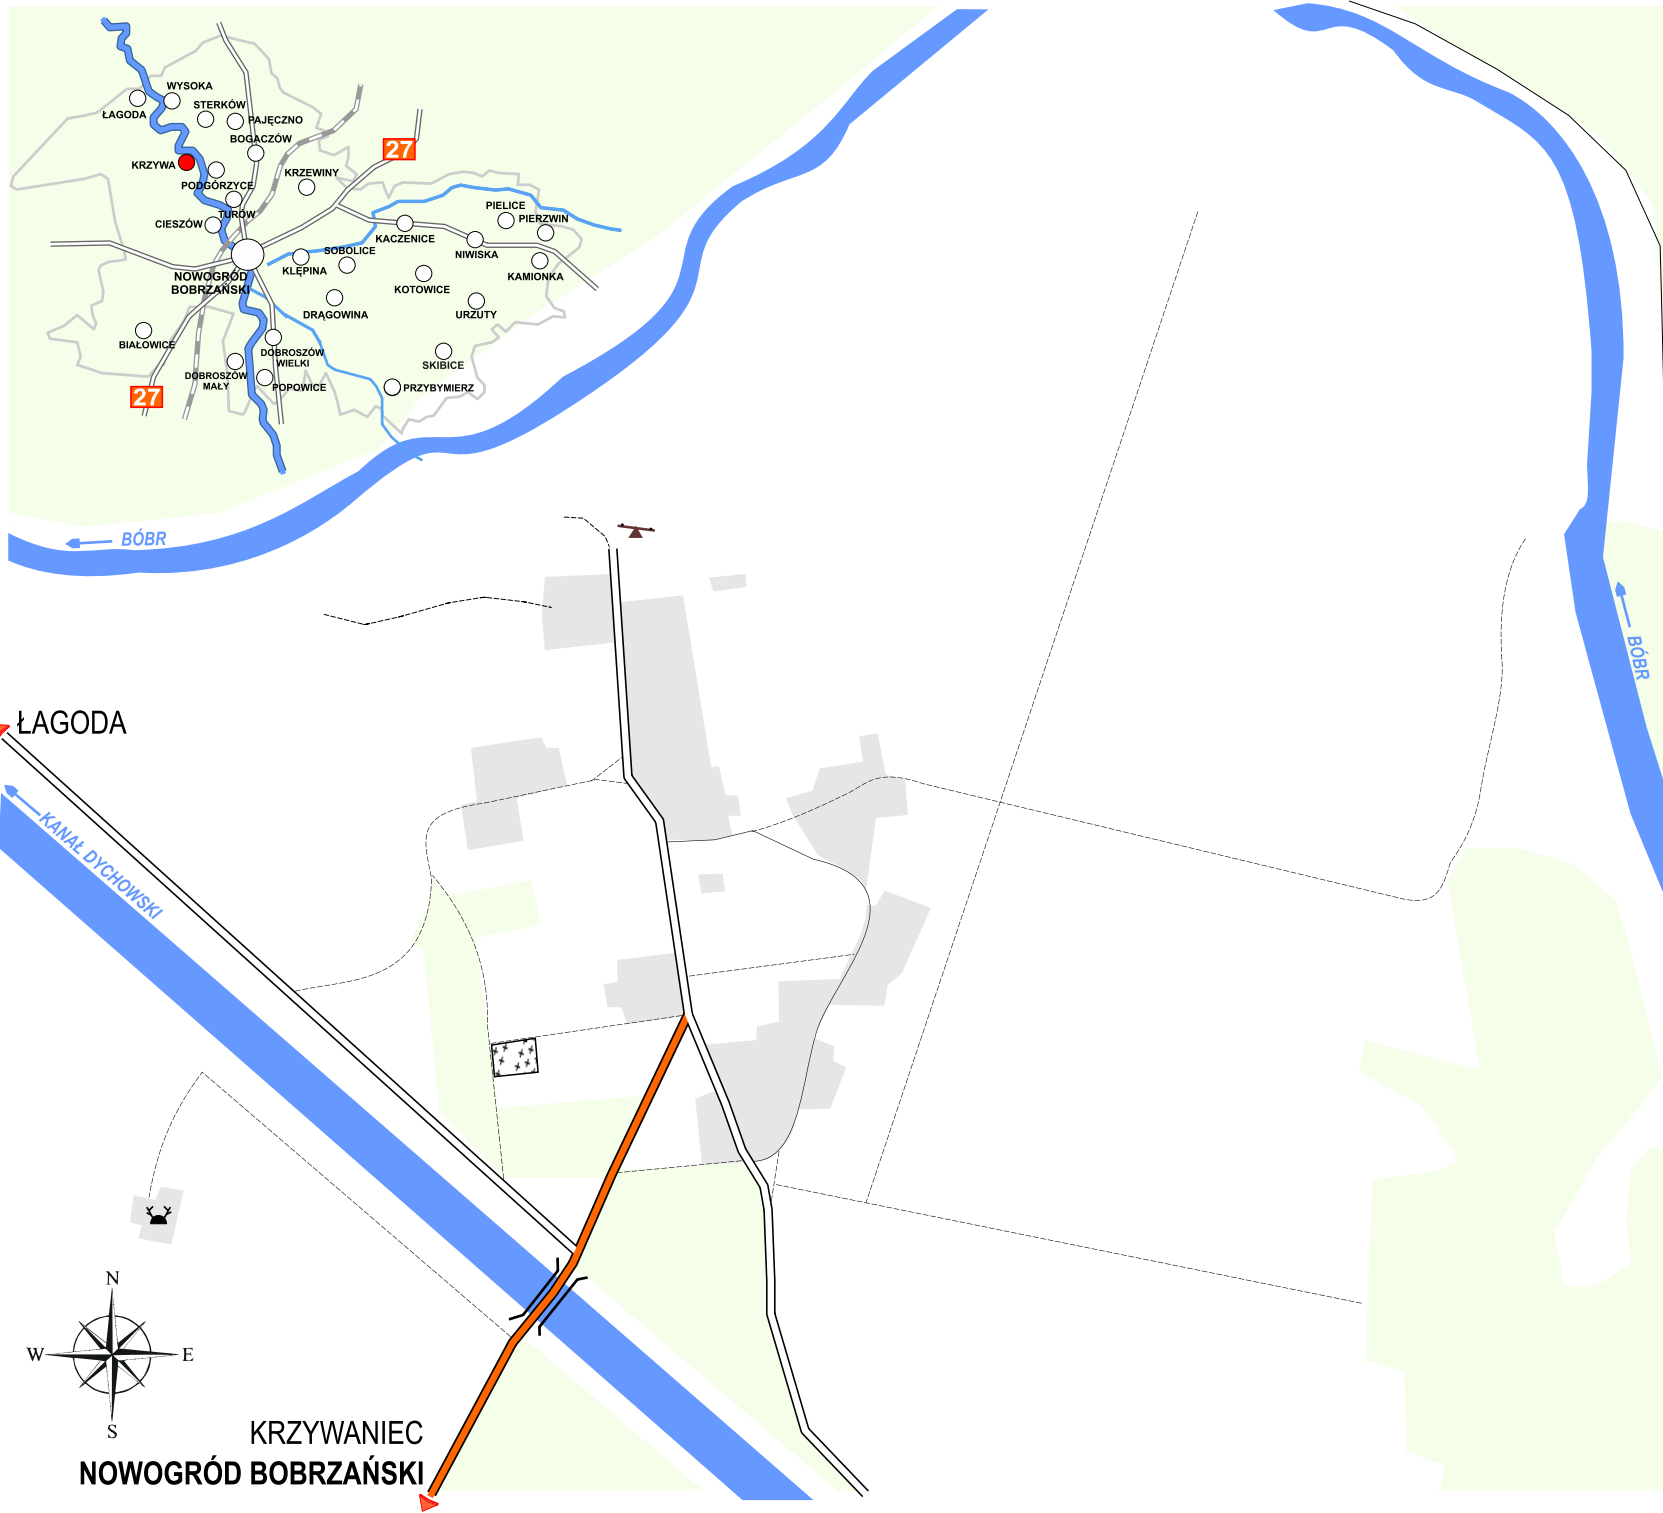 WYSOKA
ŁAGODA
STERKÓW
PAJĘCZNO
BOGACZÓW
27
KRZYWA
PODGÓRZYCE
KRZEWINY
TURÓW
CIESZÓW
PIELICE
PIERZWIN
KACZENICE
NIWISKA
SOBOLICE
KLĘPINA
KAMIONKA
NOWOGRÓD
BOBRZAŃSKI
KOTOWICE
DRĄGOWINA
URZUTY
BIAŁOWICE
DOBROSZÓW
WIELKI
SKIBICE
DOBROSZÓW
MAŁY
POPOWICE
PRZYBYMIERZ
27
BÓBR
BÓBR
ŁAGODA
KANAŁ DYCHOWSKI
N
W
E
S
KRZYWANIEC
NOWOGRÓD BOBRZAŃSKI